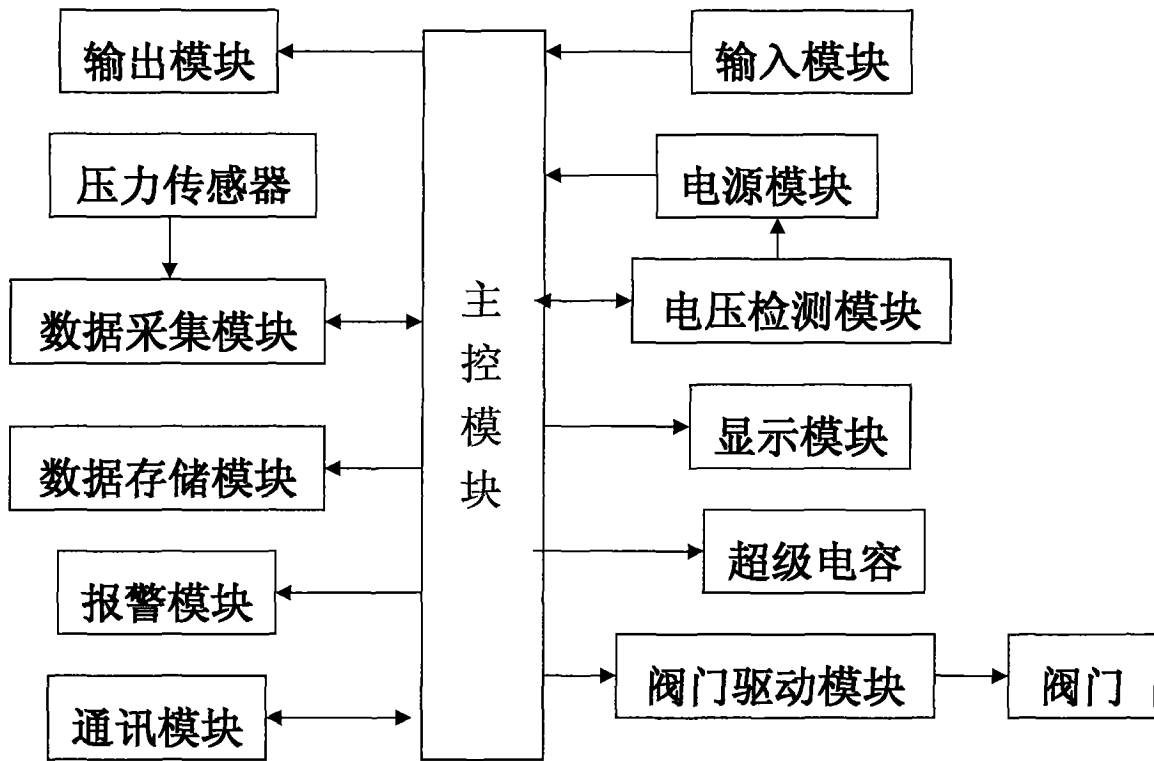 输出模块
输入模块
压力传感器
电源模块
数据采集模块
主控模块
电压检测模块
数据存储模块
显示模块
超级电容
报警模块
通讯模块
阀门驱动模块
阀门